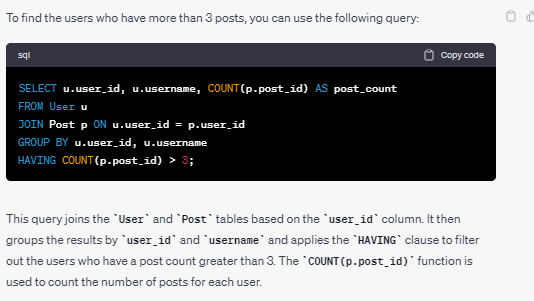 To find the users who have more than 3 posts, you can use the following query:
sql
Copy code
SELECT u.user_id, u.username, COUNT(p.post_id) AS post_count
FROM User u
JOIN Post p ON u.user_id = p.user_id
GROUP BY u.user_id, u.username
HAVING COUNT(p.post_id) > 3;
This query joins the `User` and `Post` tables based on the `user_id` column. It then
groups the results by `user_id` and `username` and applies the `HAVING` clause to filter
out the users who have a post count greater than 3. The `COUNT(p.post_id)` function is
used to count the number of posts for each user.